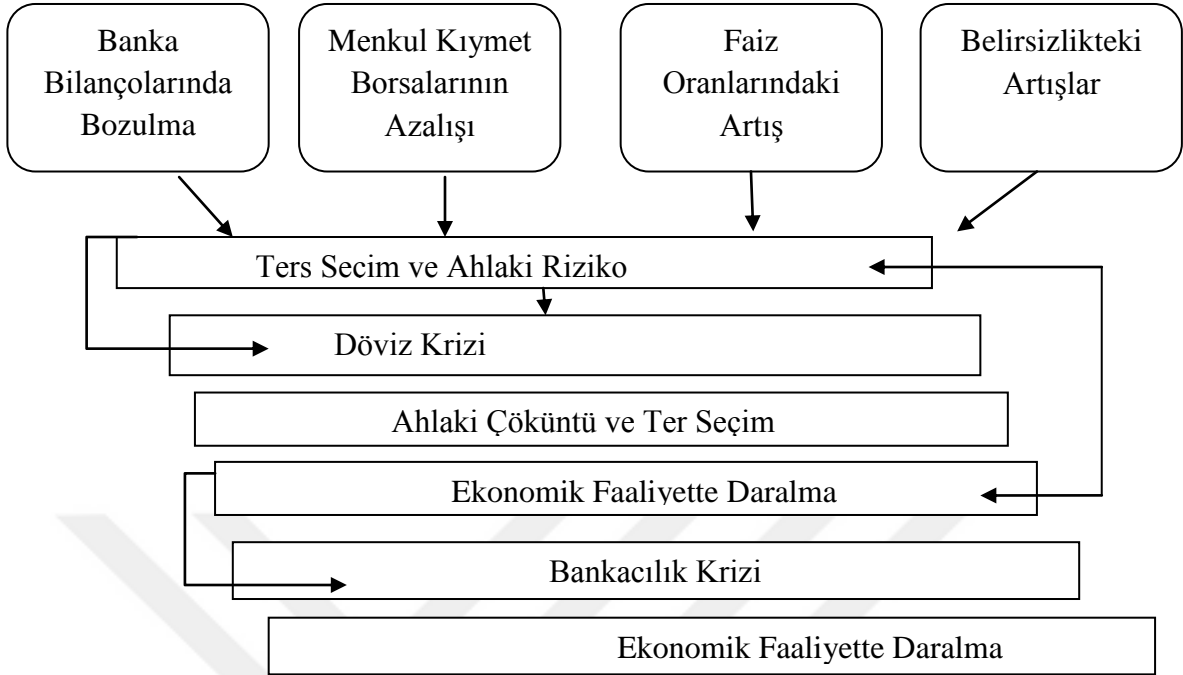 Banka
Bilançolarında
Bozulma
Menkul Kıymet
Borsalarının
Azalışı
Faiz
Oranlarındaki
Artış
Belirsizlikteki
Artışlar
Ters Secim ve Ahlaki Riziko
Döviz Krizi
Ahlaki Çöküntü ve Ter Seçim
Ekonomik Faaliyette Daralma
Bankacılık Krizi
Ekonomik Faaliyette Daralma